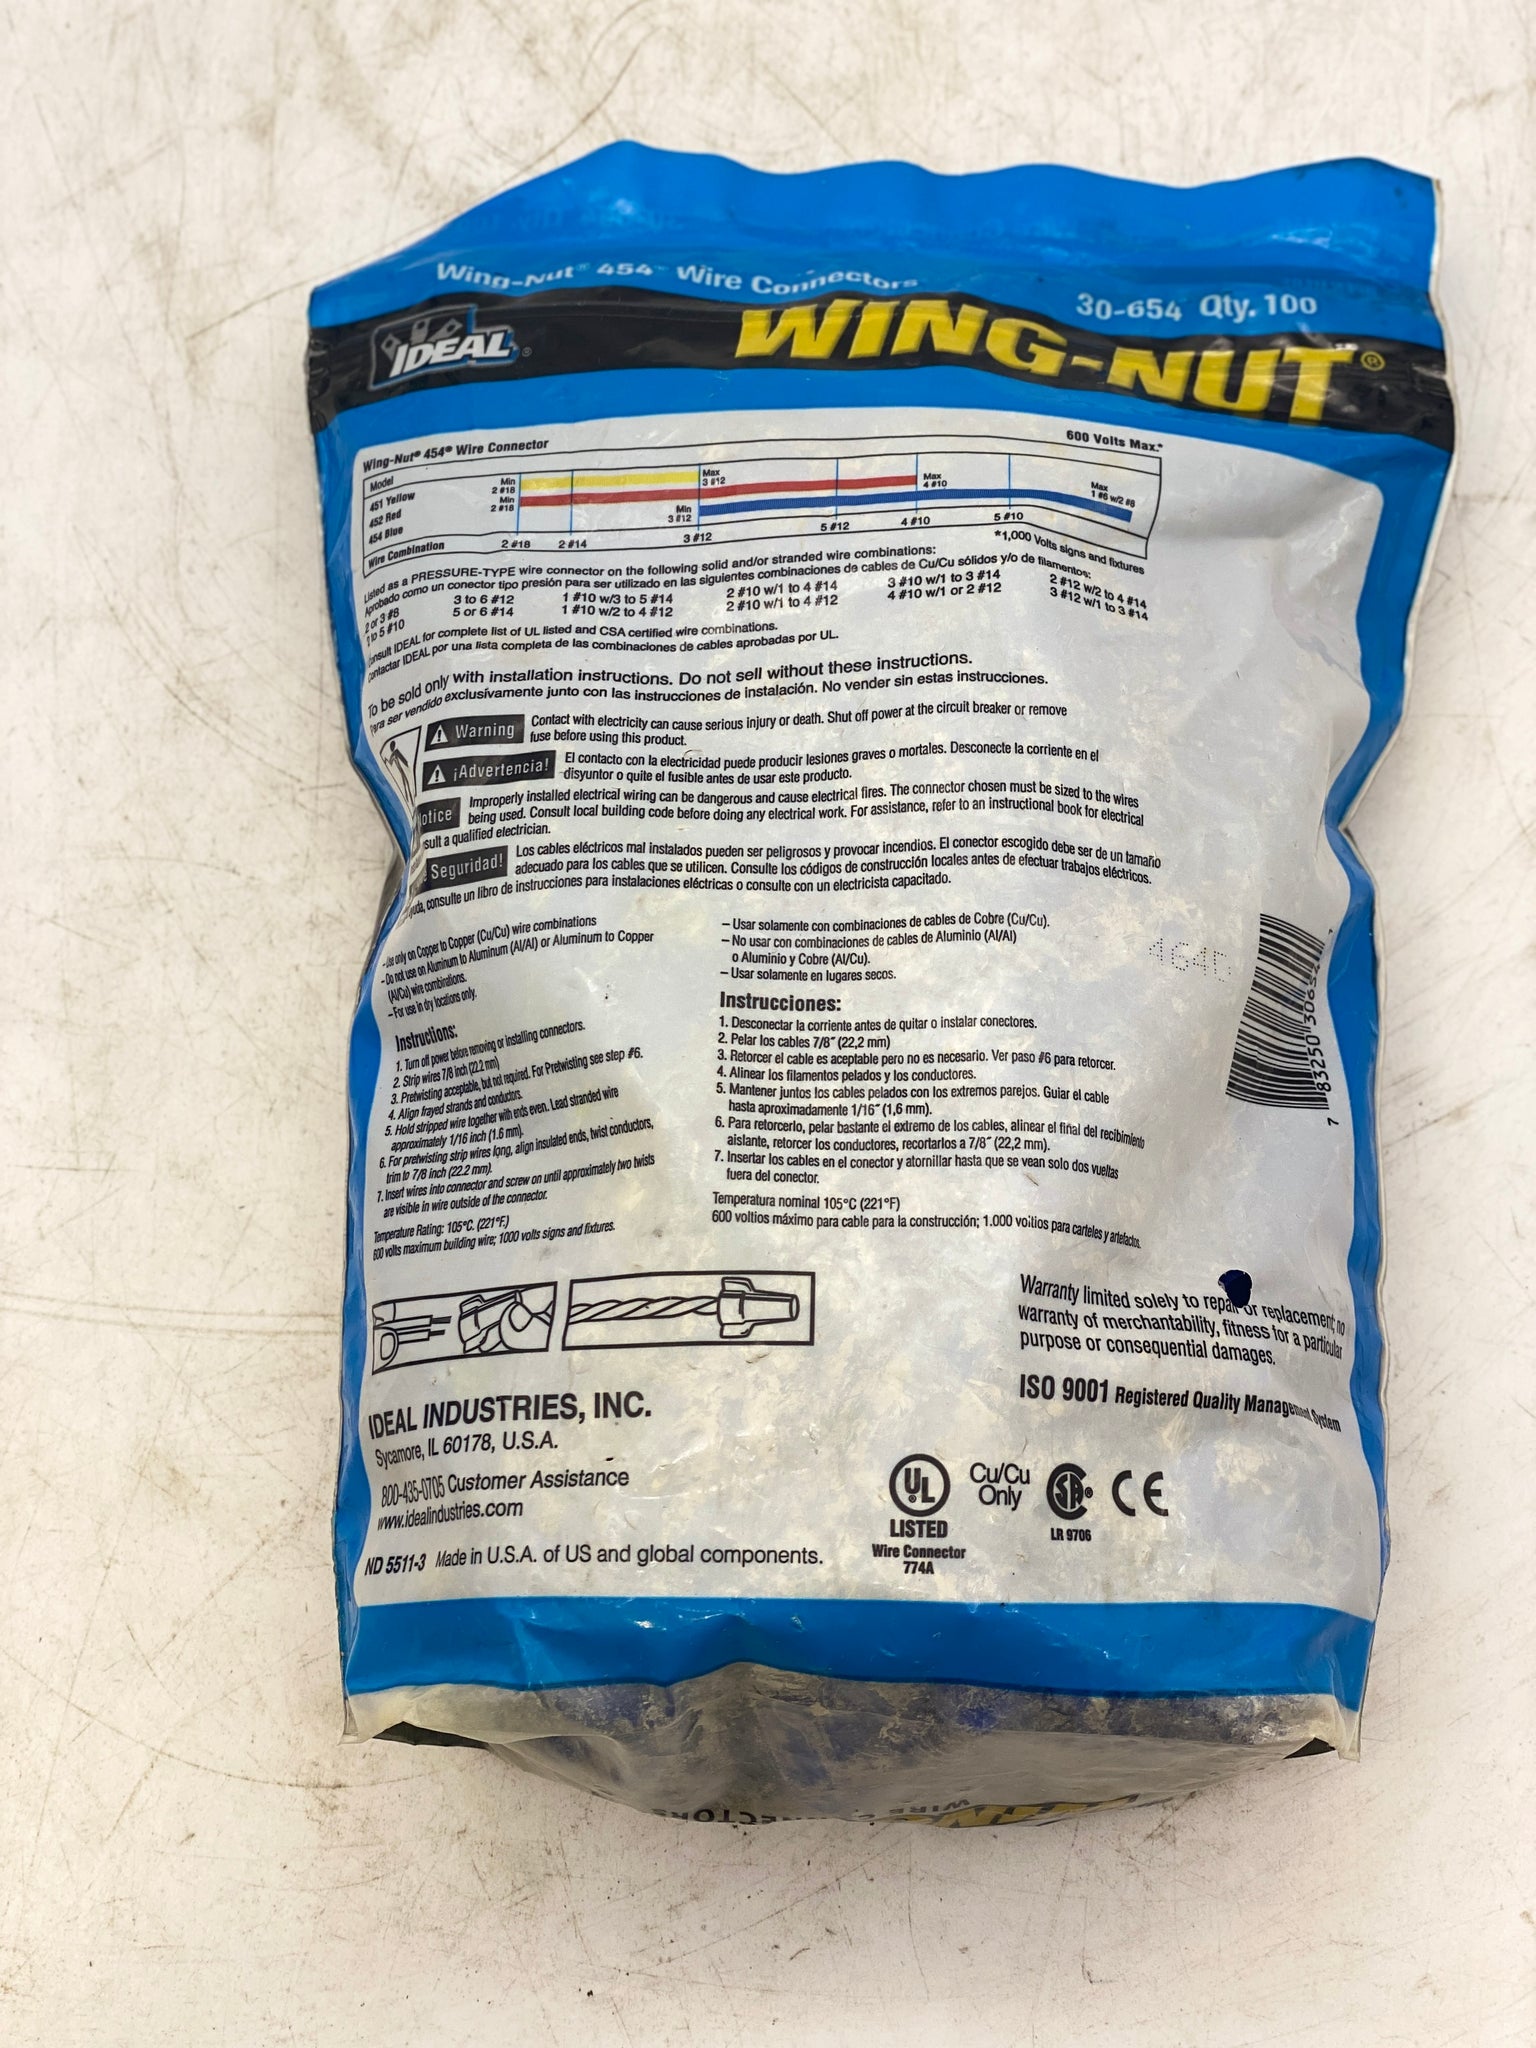 Wing-Nut® 454™ Wire Connectors
30-654 Qty. 100
IDEAL®
WING-NUT®
Wing-Nut® 454® Wire Connector
600 Volts Max.*
Model
451 Yellow
452 Red
454 Blue
Wire Combination
Min
2 #18
Min
2 #18
Min
3 #12
Max
3 #12
Max
4 #10
Max
1 #6 w/2 #8
2 #18 2 #14 3 #12 5 #12 4 #10 5 #10
*1,000 Volts signs and fixtures
Listed as a PRESSURE-TYPE wire connector on the following solid and/or stranded wire combinations:
Aprobado como un conector tipo presión para ser utilizado en las siguientes combinaciones de cables de Cu/Cu sólidos y/o de filamentos:
2 or 3 #8 3 to 6 #12 1 #10 w/3 to 5 #14 2 #10 w/1 to 4 #14 3 #10 w/1 to 3 #14 2 #12 w/2 to 4 #14
to 5 #10 5 or 6 #14 1 #10 w/2 to 4 #12 2 #10 w/1 to 4 #12 4 #10 w/1 or 2 #12 3 #12 w/1 to 3 #14
onsult IDEAL for complete list of UL listed and CSA certified wire combinations.
Contactar IDEAL por una lista completa de las combinaciones de cables aprobadas por UL.
To be sold only with installation instructions. Do not sell without these instructions.
Para ser vendido exclusivamente junto con las instrucciones de instalación. No vender sin estas instrucciones.
Warning Contact with electricity can cause serious injury or death. Shut off power at the circuit breaker or remove
fuse before using this product.
¡Advertencia! El contacto con la electricidad puede producir lesiones graves o mortales. Desconecte la corriente en el
disyuntor o quite el fusible antes de usar este producto.
otice Improperly installed electrical wiring can be dangerous and cause electrical fires. The connector chosen must be sized to the wires
being used. Consult local building code before doing any electrical work. For assistance, refer to an instructional book for electrical
sult a qualified electrician.
Seguridad! Los cables eléctricos mal instalados pueden ser peligrosos y provocar incendios. El conector escogido debe ser de un tamaño
adecuado para los cables que se utilicen. Consulte los códigos de construcción locales antes de efectuar trabajos eléctricos.
yuda, consulte un libro de instrucciones para instalaciones eléctricas o consulte con un electricista capacitado.
– Use only on Copper to Copper (Cu/Cu) wire combinations
– Do not use on Aluminum to Aluminum (Al/Al) or Aluminum to Copper
(Al/Cu) wire combinations.
– For use in dry locations only.
Instructions:
1. Turn off power before removing or installing connectors.
2. Strip wires 7/8 inch (22.2 mm)
3. Pretwisting acceptable, but not required. For Pretwisting see step #6.
4. Align frayed strands and conductors.
5. Hold stripped wire together with ends even. Lead stranded wire
approximately 1/16 inch (1.6 mm).
6. For pretwisting strip wires long, align insulated ends, twist conductors,
trim to 7/8 inch (22.2 mm).
7. Insert wires into connector and screw on until approximately two twists
are visible in wire outside of the connector.
Temperature Rating: 105°C. (221°F.)
600 volts maximum building wire; 1000 volts signs and fixtures.
– Usar solamente con combinaciones de cables de Cobre (Cu/Cu).
– No usar con combinaciones de cables de Aluminio (Al/Al)
o Aluminio y Cobre (Al/Cu).
– Usar solamente en lugares secos.
Instrucciones:
1. Desconectar la corriente antes de quitar o instalar conectores.
2. Pelar los cables 7/8″ (22,2 mm)
3. Retorcer el cable es aceptable pero no es necesario. Ver paso #6 para retorcer.
4. Alinear los filamentos pelados y los conductores.
5. Mantener juntos los cables pelados con los extremos parejos. Guiar el cable
hasta aproximadamente 1/16″ (1,6 mm).
6. Para retorcerlo, pelar bastante el extremo de los cables, alinear el final del recibimiento
aislante, retorcer los conductores, recortarlos a 7/8″ (22,2 mm).
7. Insertar los cables en el conector y atornillar hasta que se vean solo dos vueltas
fuera del conector.
Temperatura nominal 105°C (221°F)
600 voltios máximo para cable para la construcción; 1.000 voltios para carteles y artefactos.
7 83250
Warranty limited solely to repair or replacement; no
warranty of merchantability, fitness for a particular
purpose or consequential damages.
ISO 9001 Registered Quality Management System
IDEAL INDUSTRIES, INC.
Sycamore, IL 60178, U.S.A.
800-435-0705 Customer Assistance
www.idealindustries.com
ND 5511-3 Made in U.S.A. of US and global components.
UL
LISTED
Wire Connector
774A
Cu/Cu
Only
SA®
LR 9706
CE